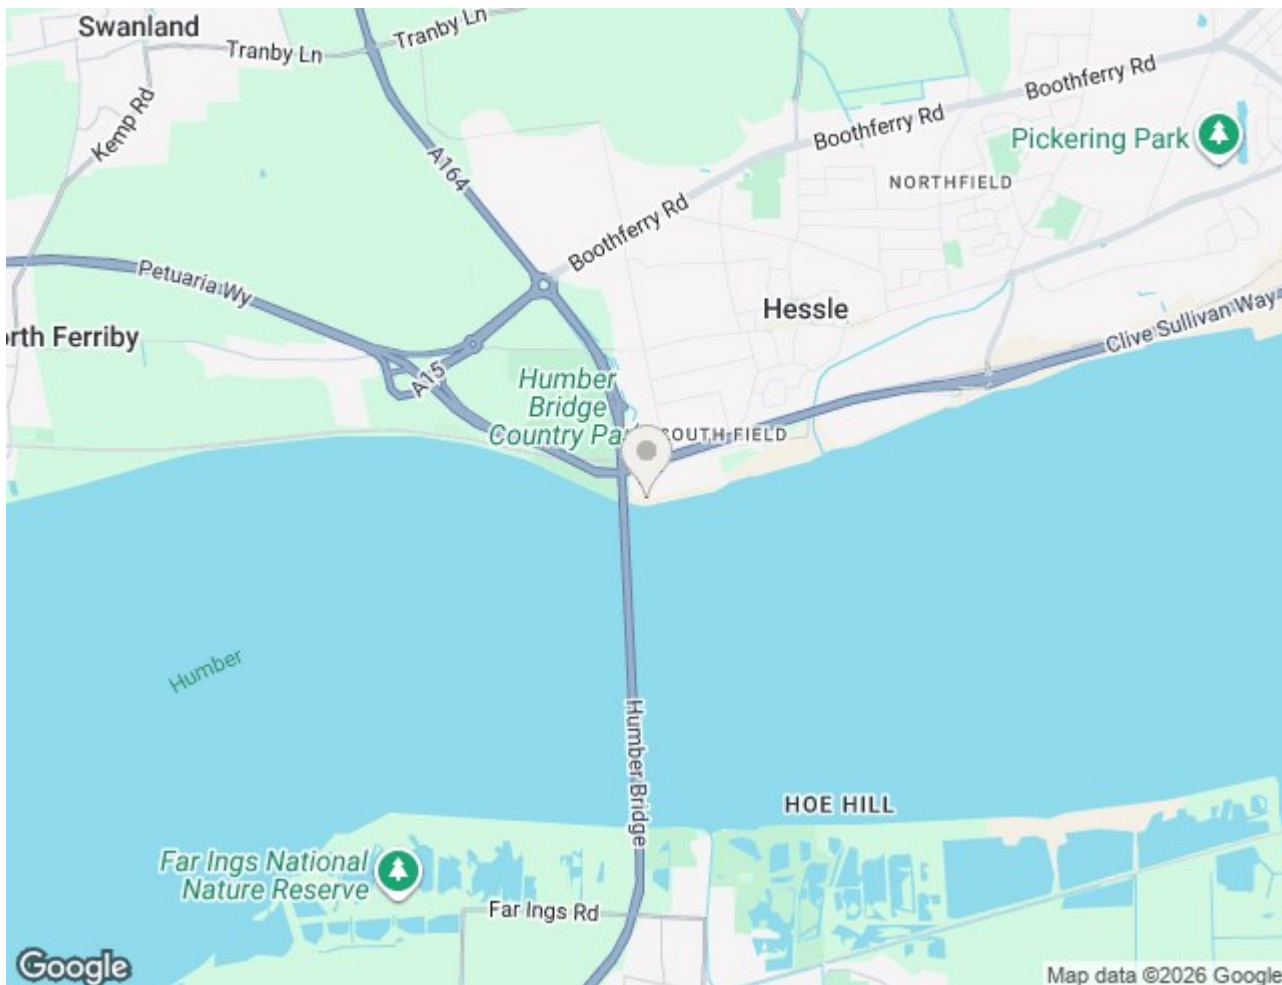 Swanland
Tranby Ln
Tranby Ln
Kemp Rd
A164
Boothferry Rd
Boothferry Rd
Boothferry Rd
Pickering Park
NORTHFIELD
Petuaria Wy
Hessle
Clive Sullivan Way
orth Ferriby
A15
Humber
Bridge
Country Pa
SOUTH FIELD
Humber
Humber Bridge
HOE HILL
Far Ings National
Nature Reserve
Far Ings Rd
Google
Map data ©2026 Google